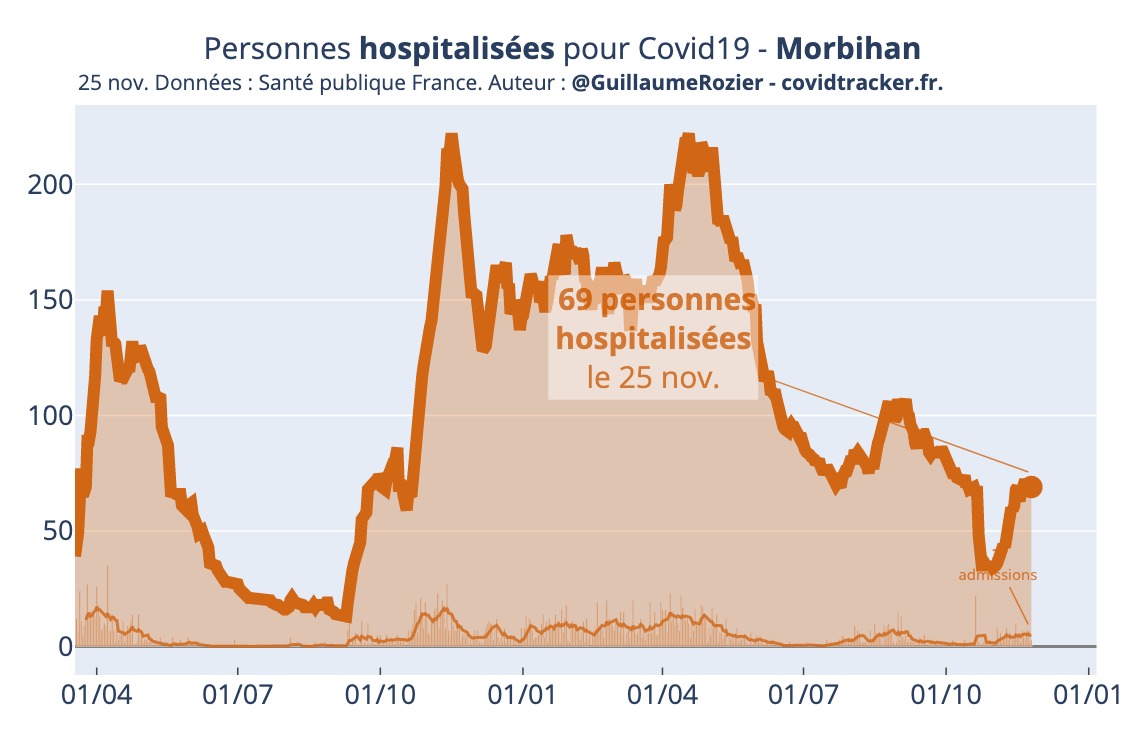 Personnes hospitalisées pour Covid19 - Morbihan
25 nov. Données : Santé publique France. Auteur : @GuillaumeRozier - covidtracker.fr.
200
150
100
50
0
69 personnes
hospitalisées
le 25 nov.
admissions
01/04
01/07
01/10
01/01
01/04
01/07
01/10
01/01